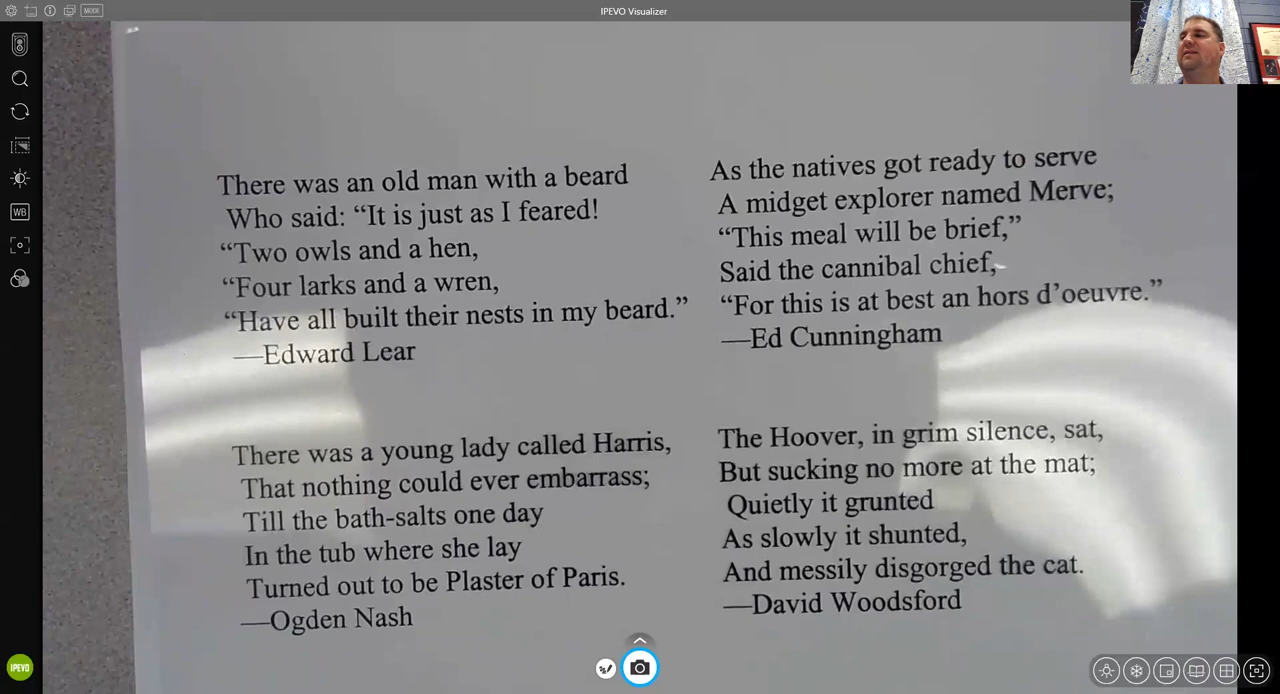 IPEVO Visualizer
MODE
WB
There was an old man with a beard
Who said: “It is just as I feared!
“Two owls and a hen,
“Four larks and a wren,
“Have all built their nests in my beard.”
—Edward Lear
As the natives got ready to serve
A midget explorer named Merve;
“This meal will be brief,”
Said the cannibal chief,
“For this is at best an hors d’oeuvre.”
—Ed Cunningham
There was a young lady called Harris,
That nothing could ever embarrass;
Till the bath-salts one day
In the tub where she lay
Turned out to be Plaster of Paris.
—Ogden Nash
The Hoover, in grim silence, sat,
But sucking no more at the mat;
Quietly it grunted
As slowly it shunted,
And messily disgorged the cat.
—David Woodsford
IPEVO